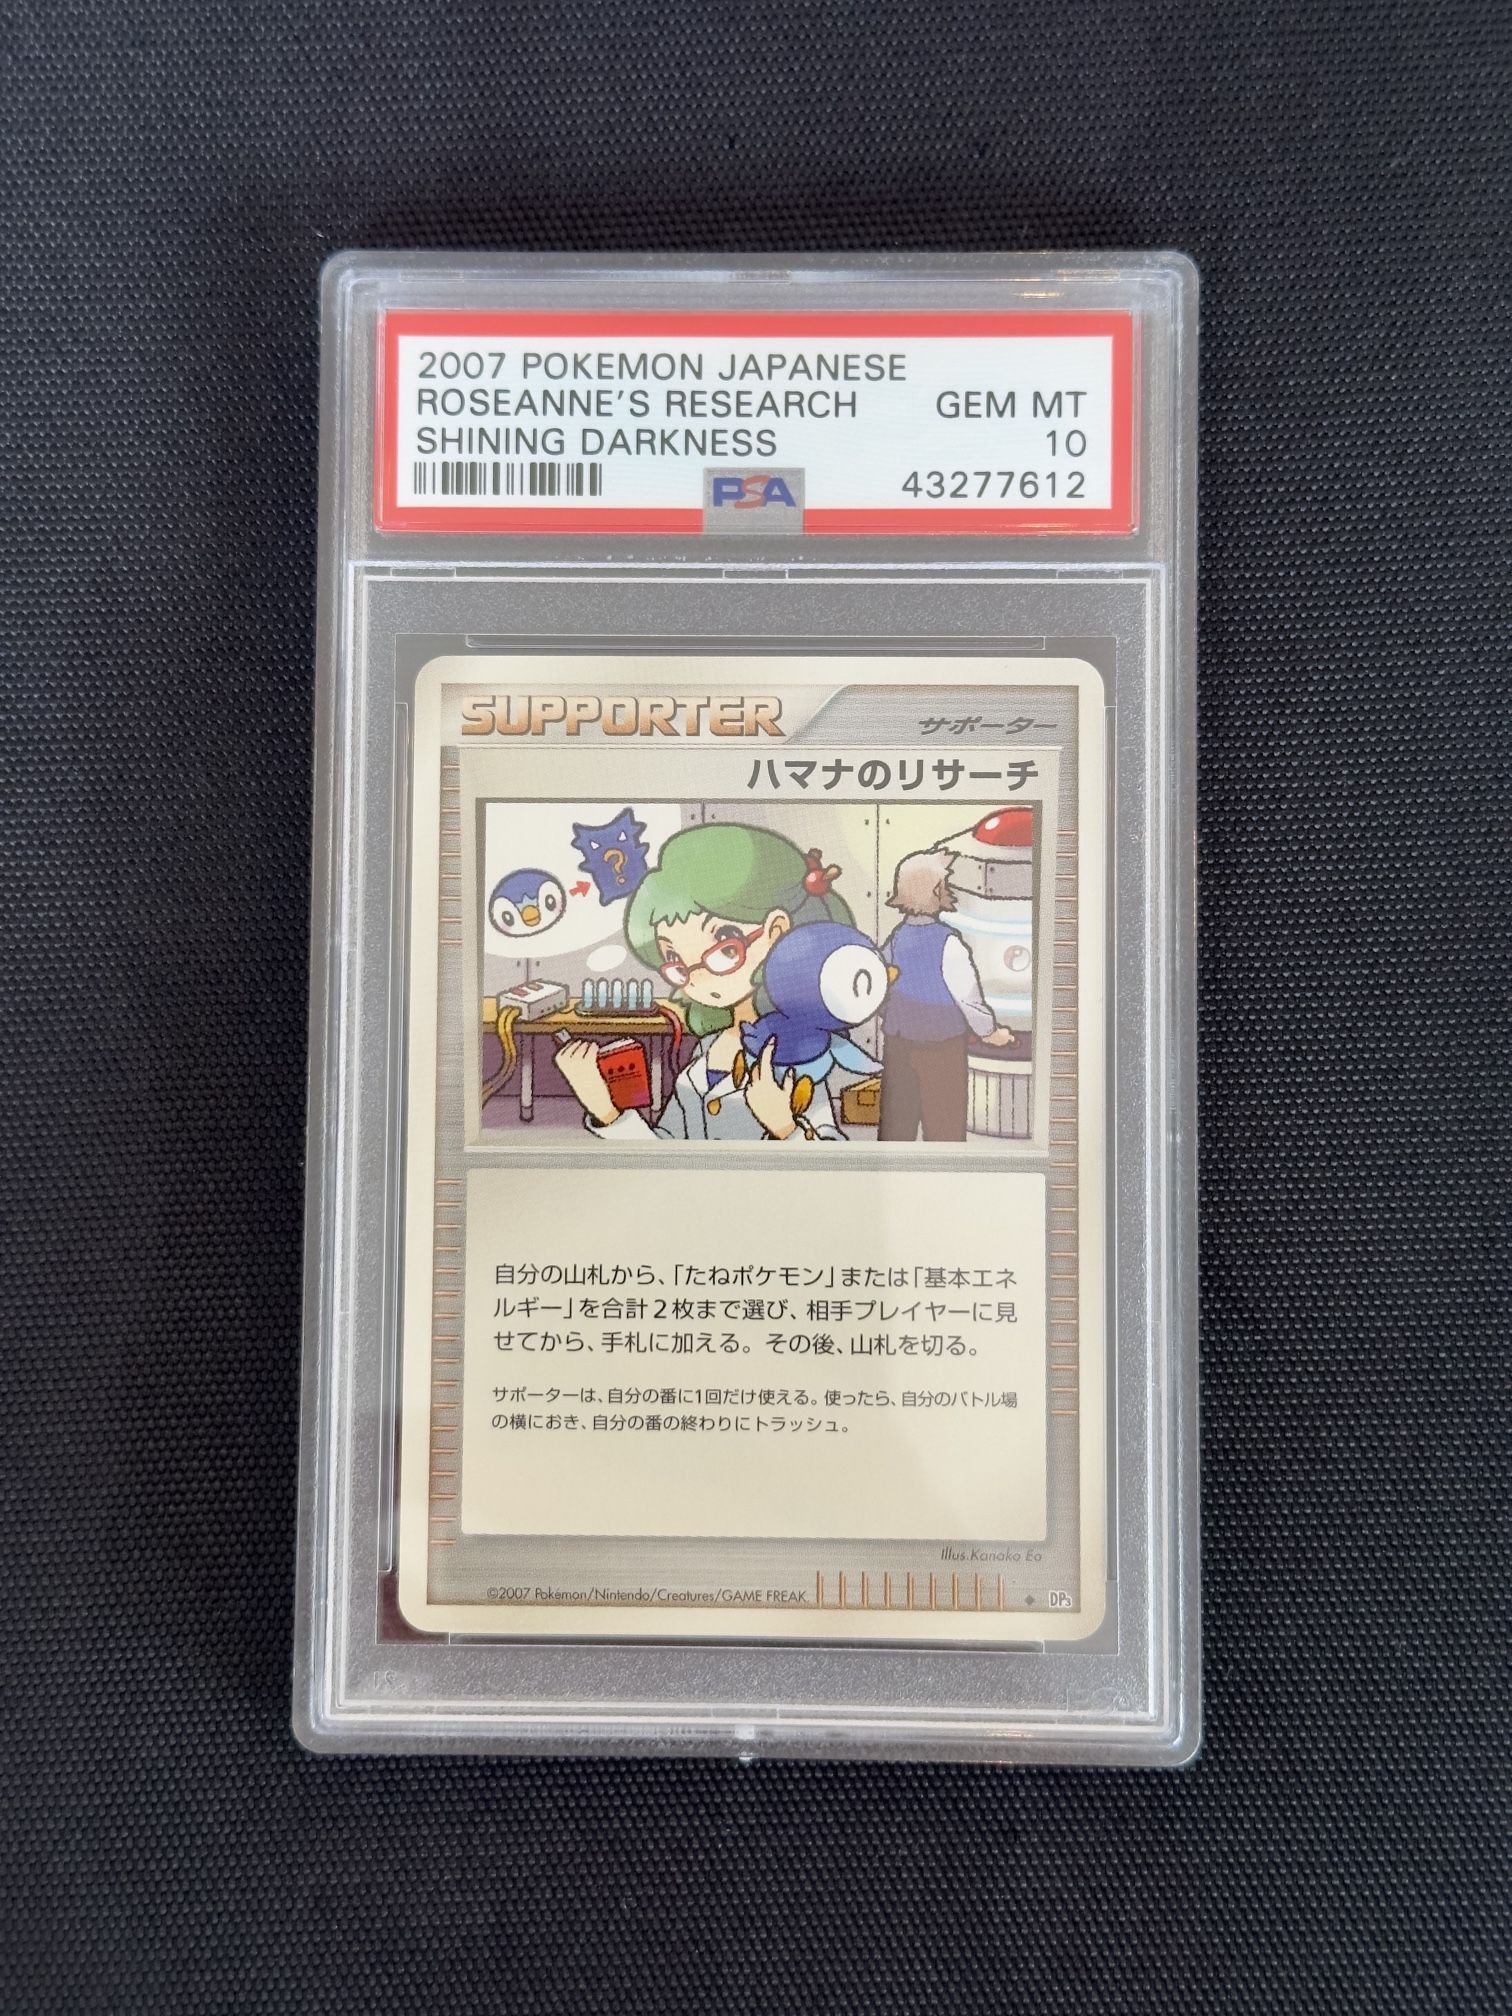 2007 POKEMON JAPANESE
ROSEANNE'S RESEARCH GEM MT
SHINING DARKNESS 10
PSA 43277612
SUPPORTER サポーター
ハマナのリサーチ
?
自分の山札から、「たねポケモン」または「基本エネ
ルギー」を合計2枚まで選び、相手プレイヤーに見
せてから、手札に加える。その後、山札を切る。
サポーターは、自分の番に1回だけ使える。使ったら、自分のバトル場
の横におき、自分の番の終わりにトラッシュ。
Illus.Kanako Eo
©2007 Pokémon/Nintendo/Creatures/GAME FREAK. ◆ DP3